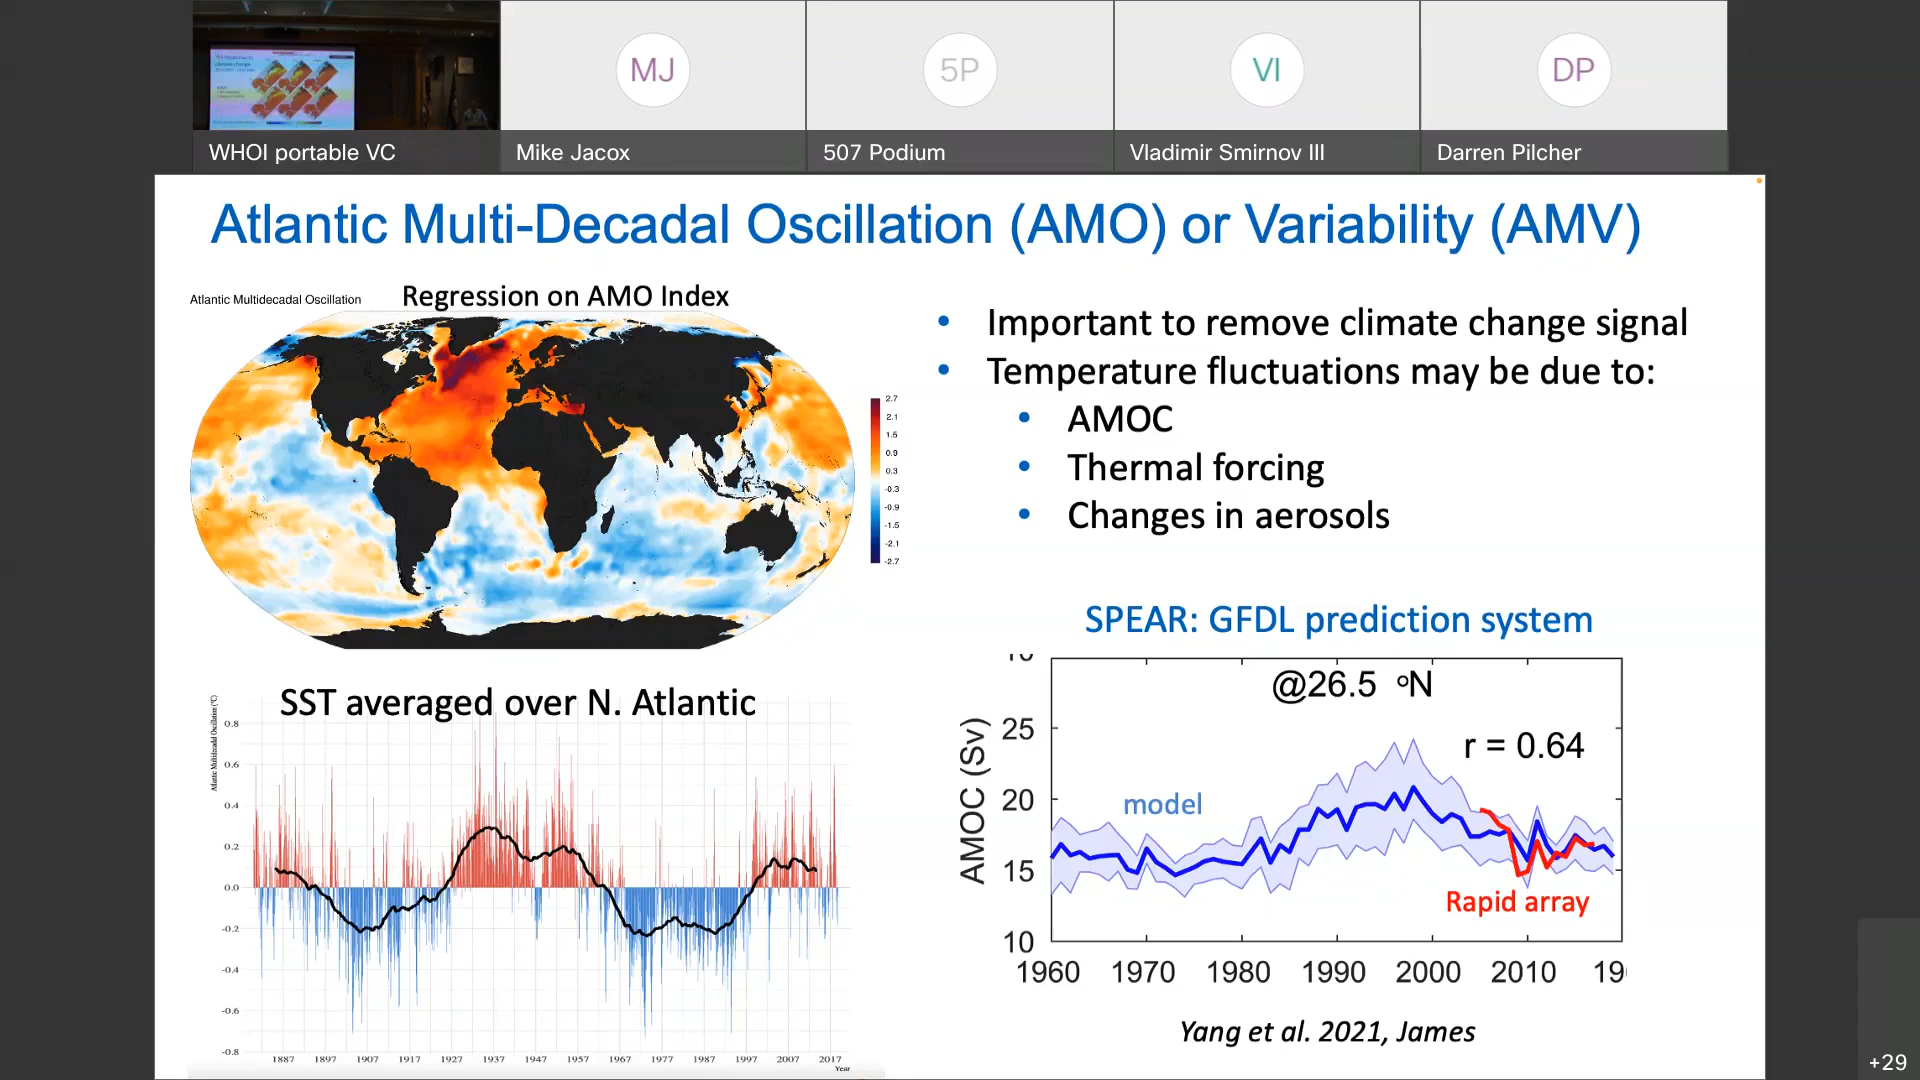 MJ
5P
VI
DP
WHOI portable VC
Mike Jacox
507 Podium
Vladimir Smirnov III
Darren Pilcher
Atlantic Multi-Decadal Oscillation (AMO) or Variability (AMV)
Atlantic Multidecadal Oscillation
Regression on AMO Index
2.7
2.1
1.5
0.9
0.3
-0.3
-0.9
-1.5
-2.1
-2.7
• Important to remove climate change signal
• Temperature fluctuations may be due to:
• AMOC
• Thermal forcing
• Changes in aerosols
SST averaged over N. Atlantic
Atlantic Multidecadal Oscillation (°C)
0.8
0.6
0.4
0.2
0.0
-0.2
-0.4
-0.6
-0.8
1887 1897 1907 1917 1927 1937 1947 1957 1967 1977 1987 1997 2007 2017
Year
SPEAR: GFDL prediction system
@26.5 °N
r = 0.64
model
Rapid array
AMOC (Sv)
25
20
15
10
1960 1970 1980 1990 2000 2010 19
Yang et al. 2021, James
+29